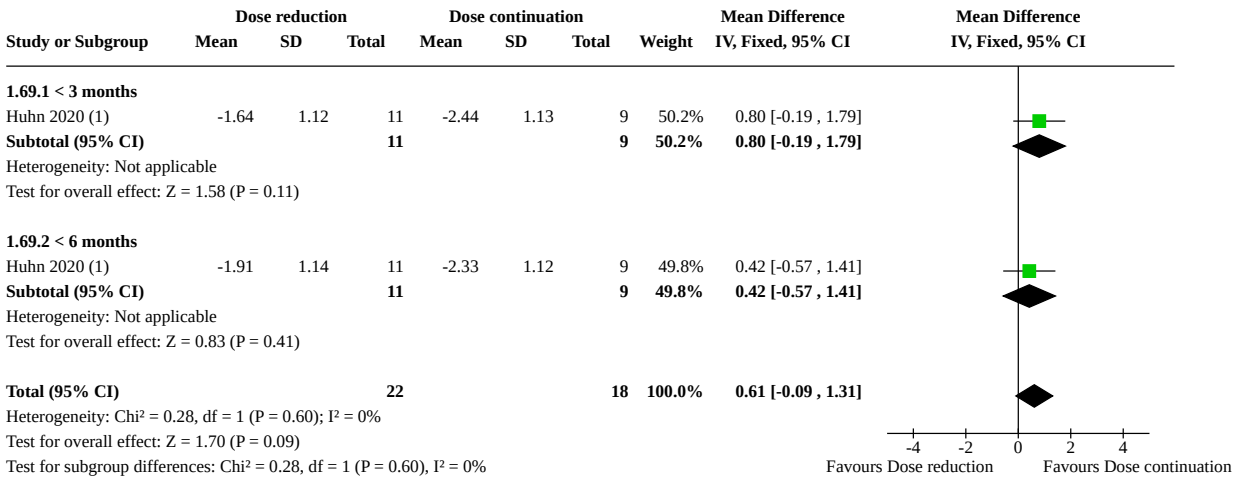 Dose reduction Dose continuation Mean Difference Mean Difference
Study or Subgroup Mean SD Total Mean SD Total Weight IV, Fixed, 95% CI IV, Fixed, 95% CI
1.69.1 < 3 months
Huhn 2020 (1) -1.64 1.12 11 -2.44 1.13 9 50.2% 0.80 [-0.19 , 1.79]
Subtotal (95% CI) 11 9 50.2% 0.80 [-0.19 , 1.79]
Heterogeneity: Not applicable
Test for overall effect: Z = 1.58 (P = 0.11)
1.69.2 < 6 months
Huhn 2020 (1) -1.91 1.14 11 -2.33 1.12 9 49.8% 0.42 [-0.57 , 1.41]
Subtotal (95% CI) 11 9 49.8% 0.42 [-0.57 , 1.41]
Heterogeneity: Not applicable
Test for overall effect: Z = 0.83 (P = 0.41)
Total (95% CI) 22 18 100.0% 0.61 [-0.09 , 1.31]
Heterogeneity: Chi² = 0.28, df = 1 (P = 0.60); I² = 0%
Test for overall effect: Z = 1.70 (P = 0.09) -4 -2 0 2 4
Test for subgroup differences: Chi² = 0.28, df = 1 (P = 0.60), I² = 0% Favours Dose reduction Favours Dose continuation